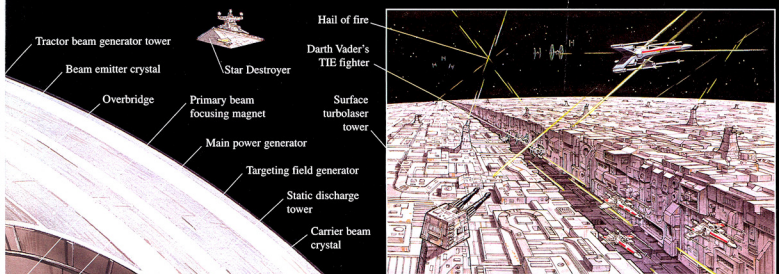 Tractor beam generator tower
Beam emitter crystal
Overbridge
Star Destroyer
Primary beam
focusing magnet
Main power generator
Targeting field generator
Static discharge
tower
Carrier beam
crystal
Hail of fire
Darth Vader's
TIE fighter
Surface
turbolaser
tower